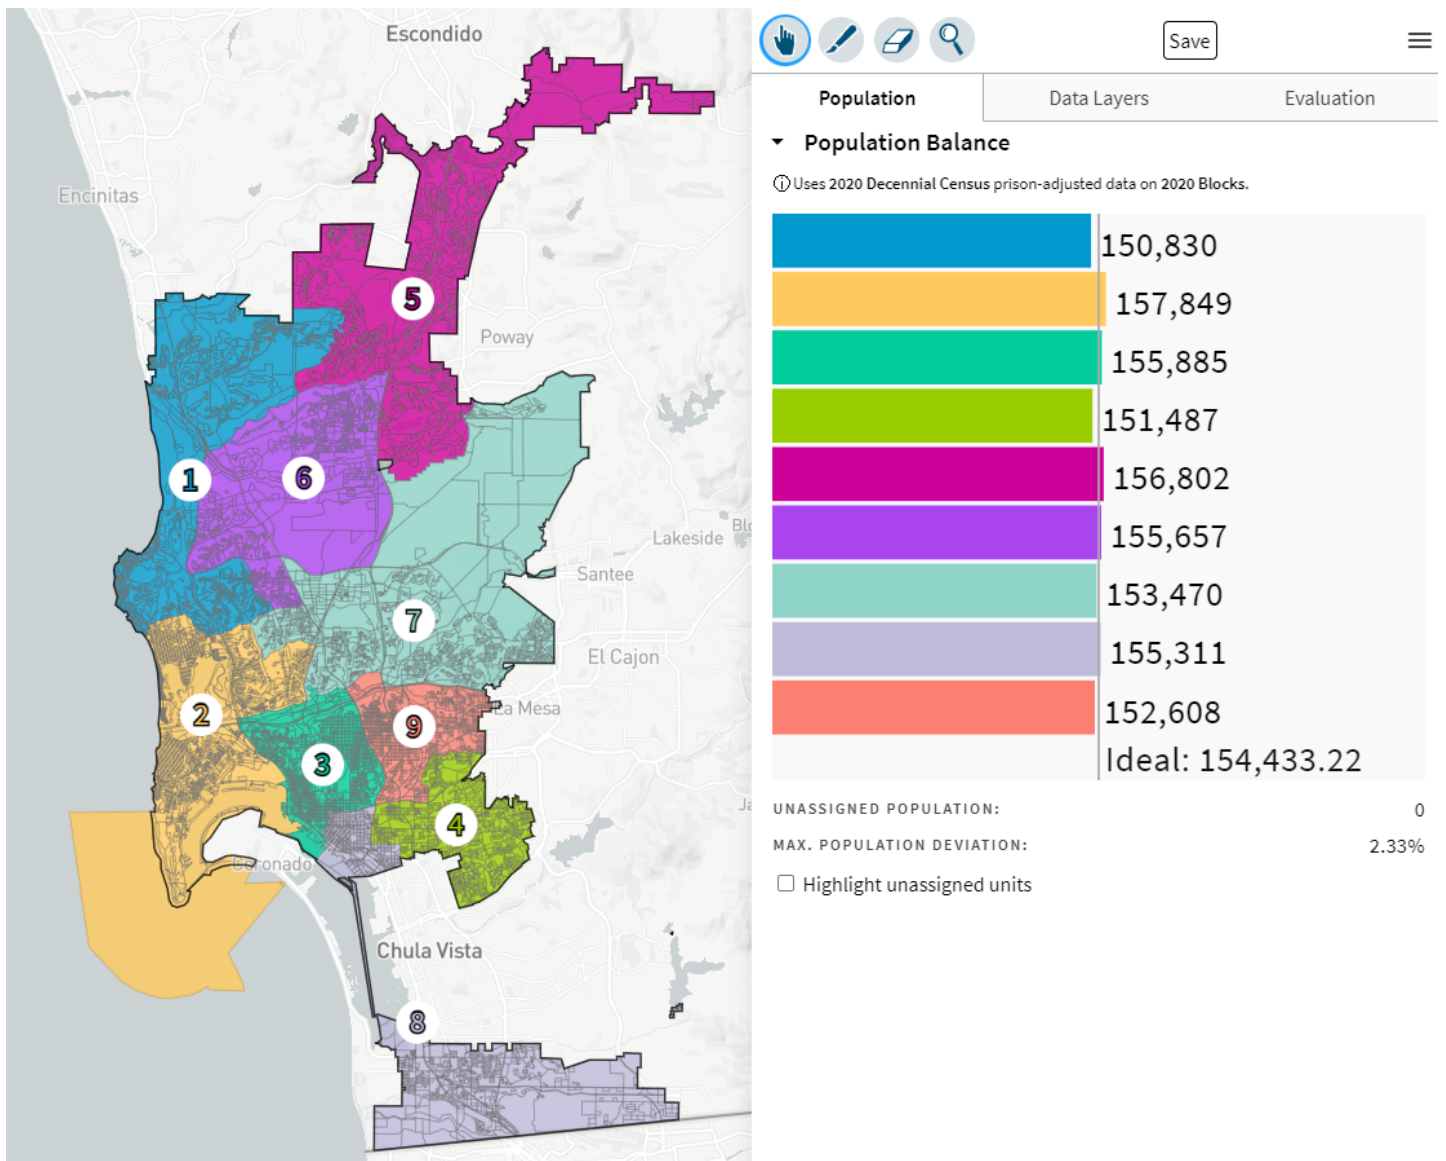 Escondido
Encinitas
5
Poway
1
6
Lakeside
Santee
7
El Cajon
La Mesa
2
9
3
4
Coronado
Chula Vista
8
Save
Population
Data Layers
Evaluation
Population Balance
Uses 2020 Decennial Census prison-adjusted data on 2020 Blocks.
150,830
157,849
155,885
151,487
156,802
155,657
153,470
155,311
152,608
Ideal: 154,433.22
UNASSIGNED POPULATION: 0
MAX. POPULATION DEVIATION: 2.33%
Highlight unassigned units